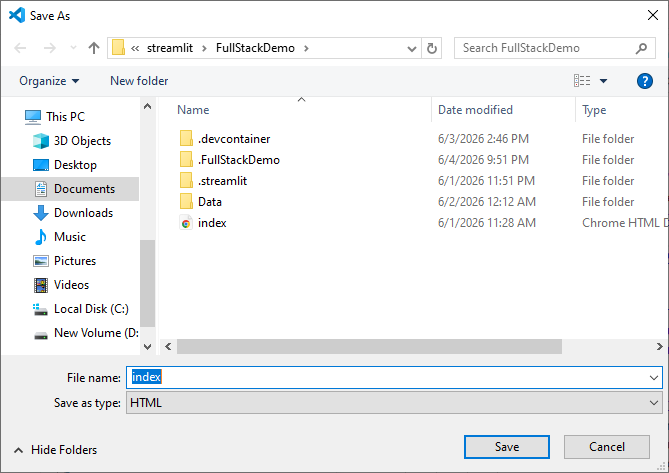 Save As
streamlit > FullStackDemo >
Search FullStackDemo
Organize
New folder
This PC
3D Objects
Desktop
Documents
Downloads
Music
Pictures
Videos
Local Disk (C:)
New Volume (D:
Name Date modified Type
.devcontainer 6/3/2026 2:46 PM File folder
.FullStackDemo 6/4/2026 9:51 PM File folder
.streamlit 6/1/2026 11:51 PM File folder
Data 6/2/2026 12:12 AM File folder
index 6/1/2026 11:28 AM Chrome HTML D
File name: index
Save as type: HTML
Hide Folders
Save
Cancel